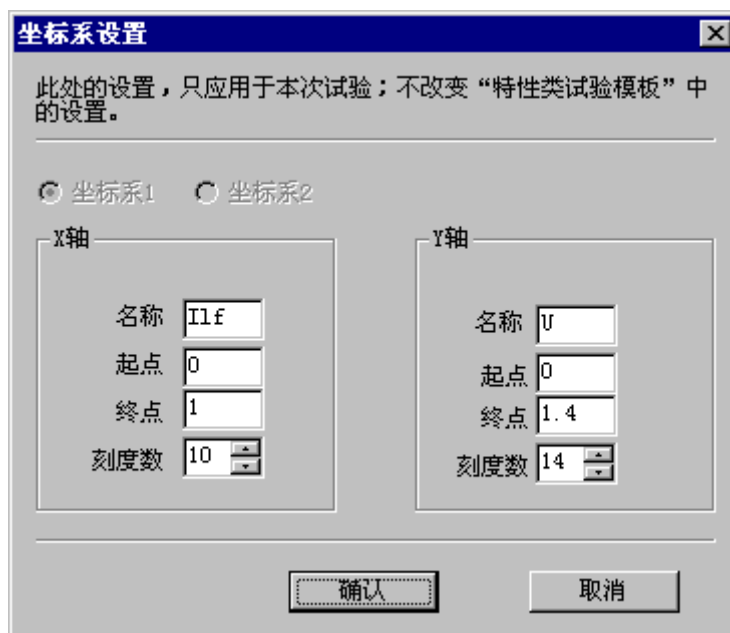 坐标系设置
此处的设置，只应用于本次试验；不改变“特性类试验模板”中
的设置。
坐标系1 坐标系2
X轴 Y轴
名称 Ilf 名称 U
起点 0 起点 0
终点 1 终点 1.4
刻度数 10 刻度数 14
确认 取消